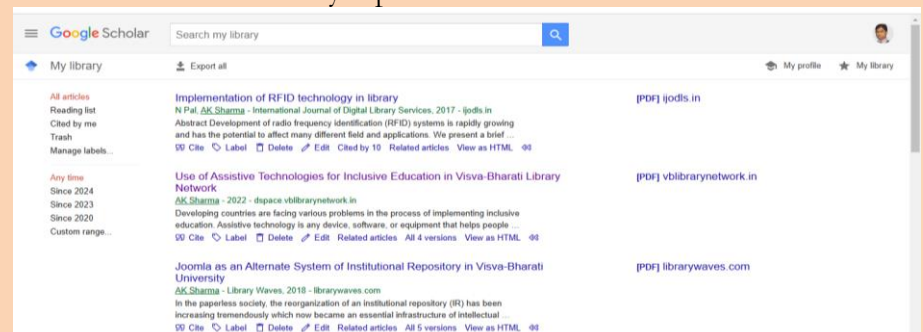 Google Scholar
Search my library
My library
Export all
My profile
My library
All articles
Reading list
Cited by me
Trash
Manage labels...
Any time
Since 2024
Since 2023
Since 2020
Custom range...
Implementation of RFID technology in library
[PDF] ijodls.in
N Pal, AK Sharma - International Journal of Digital Library Services, 2017 - ijodls.in
Abstract Development of radio frequency identification (RFID) systems is rapidly growing
and has the potential to affect many different field and applications. We present a brief ...
Cite Label Delete Edit Cited by 10 Related articles View as HTML
Use of Assistive Technologies for Inclusive Education in Visva-Bharati Library
Network
[PDF] vblibrarynetwork.in
AK Sharma - 2022 - dspace.vblibrarynetwork.in
Developing countries are facing various problems in the process of implementing inclusive
education. Assistive technology is any device, software, or equipment that helps people ...
Cite Label Delete Edit Related articles All 4 versions View as HTML
Joomla as an Alternate System of Institutional Repository in Visva-Bharati
University
[PDF] librarywaves.com
AK Sharma - Library Waves, 2018 - librarywaves.com
In the paperless society, the reorganization of an institutional repository (IR) has been
increasing tremendously which now became an essential infrastructure of intellectual ...
Cite Label Delete Edit Related articles All 5 versions View as HTML